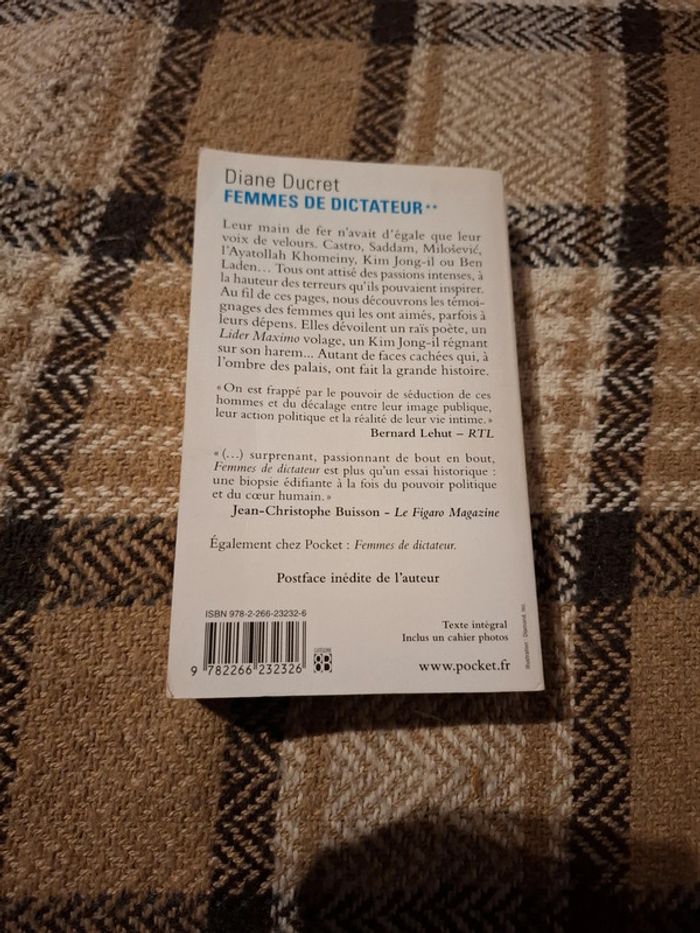 Diane Ducret
FEMMES DE DICTATEUR**
Leur main de fer n'avait d'égale que leur
voix de velours. Castro, Saddam, Milošević,
l'Ayatollah Khomeiny, Kim Jong-il ou Ben
Laden… Tous ont attisé des passions intenses, à
la hauteur des terreurs qu'ils pouvaient inspirer.
Au fil de ces pages, nous découvrons les témoi-
gnages des femmes qui les ont aimés, parfois à
leurs dépens. Elles dévoilent un raïs poète, un
Lider Maximo volage, un Kim Jong-il régnant
sur son harem... Autant de faces cachées qui, à
l'ombre des palais, ont fait la grande histoire.
« On est frappé par le pouvoir de séduction de ces
hommes et du décalage entre leur image publique,
leur action politique et la réalité de leur vie intime. »
Bernard Lehut – RTL
« (…) surprenant, passionnant de bout en bout,
Femmes de dictateur est plus qu'un essai historique :
une biopsie édifiante à la fois du pouvoir politique
et du cœur humain. »
Jean-Christophe Buisson - Le Figaro Magazine
Également chez Pocket : Femmes de dictateur.
Postface inédite de l'auteur
ISBN 978-2-266-23232-6
9 782266 232326
Texte intégral
Inclus un cahier photos
www.pocket.fr
Illustration : Diamond, Inc.